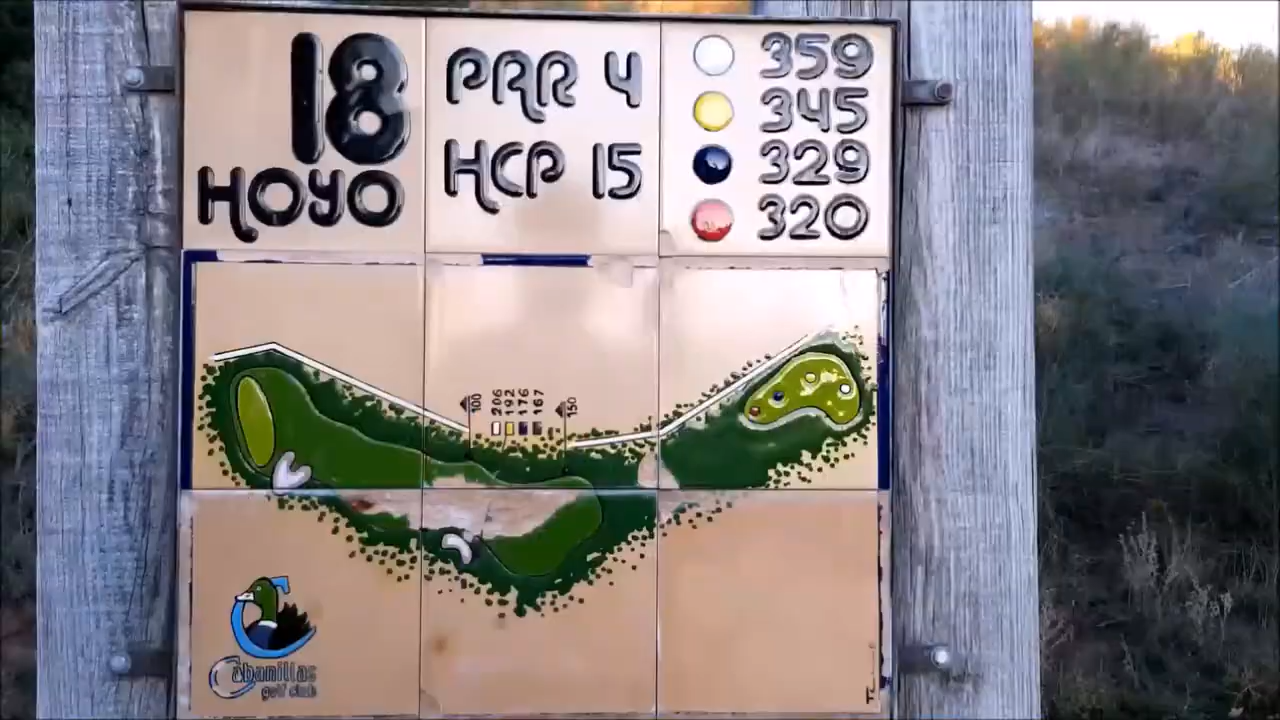 18
HOYO
PAR 4
HCP 15
359
345
329
320
100
206
192
176
167
150
Cabanillas
golf club